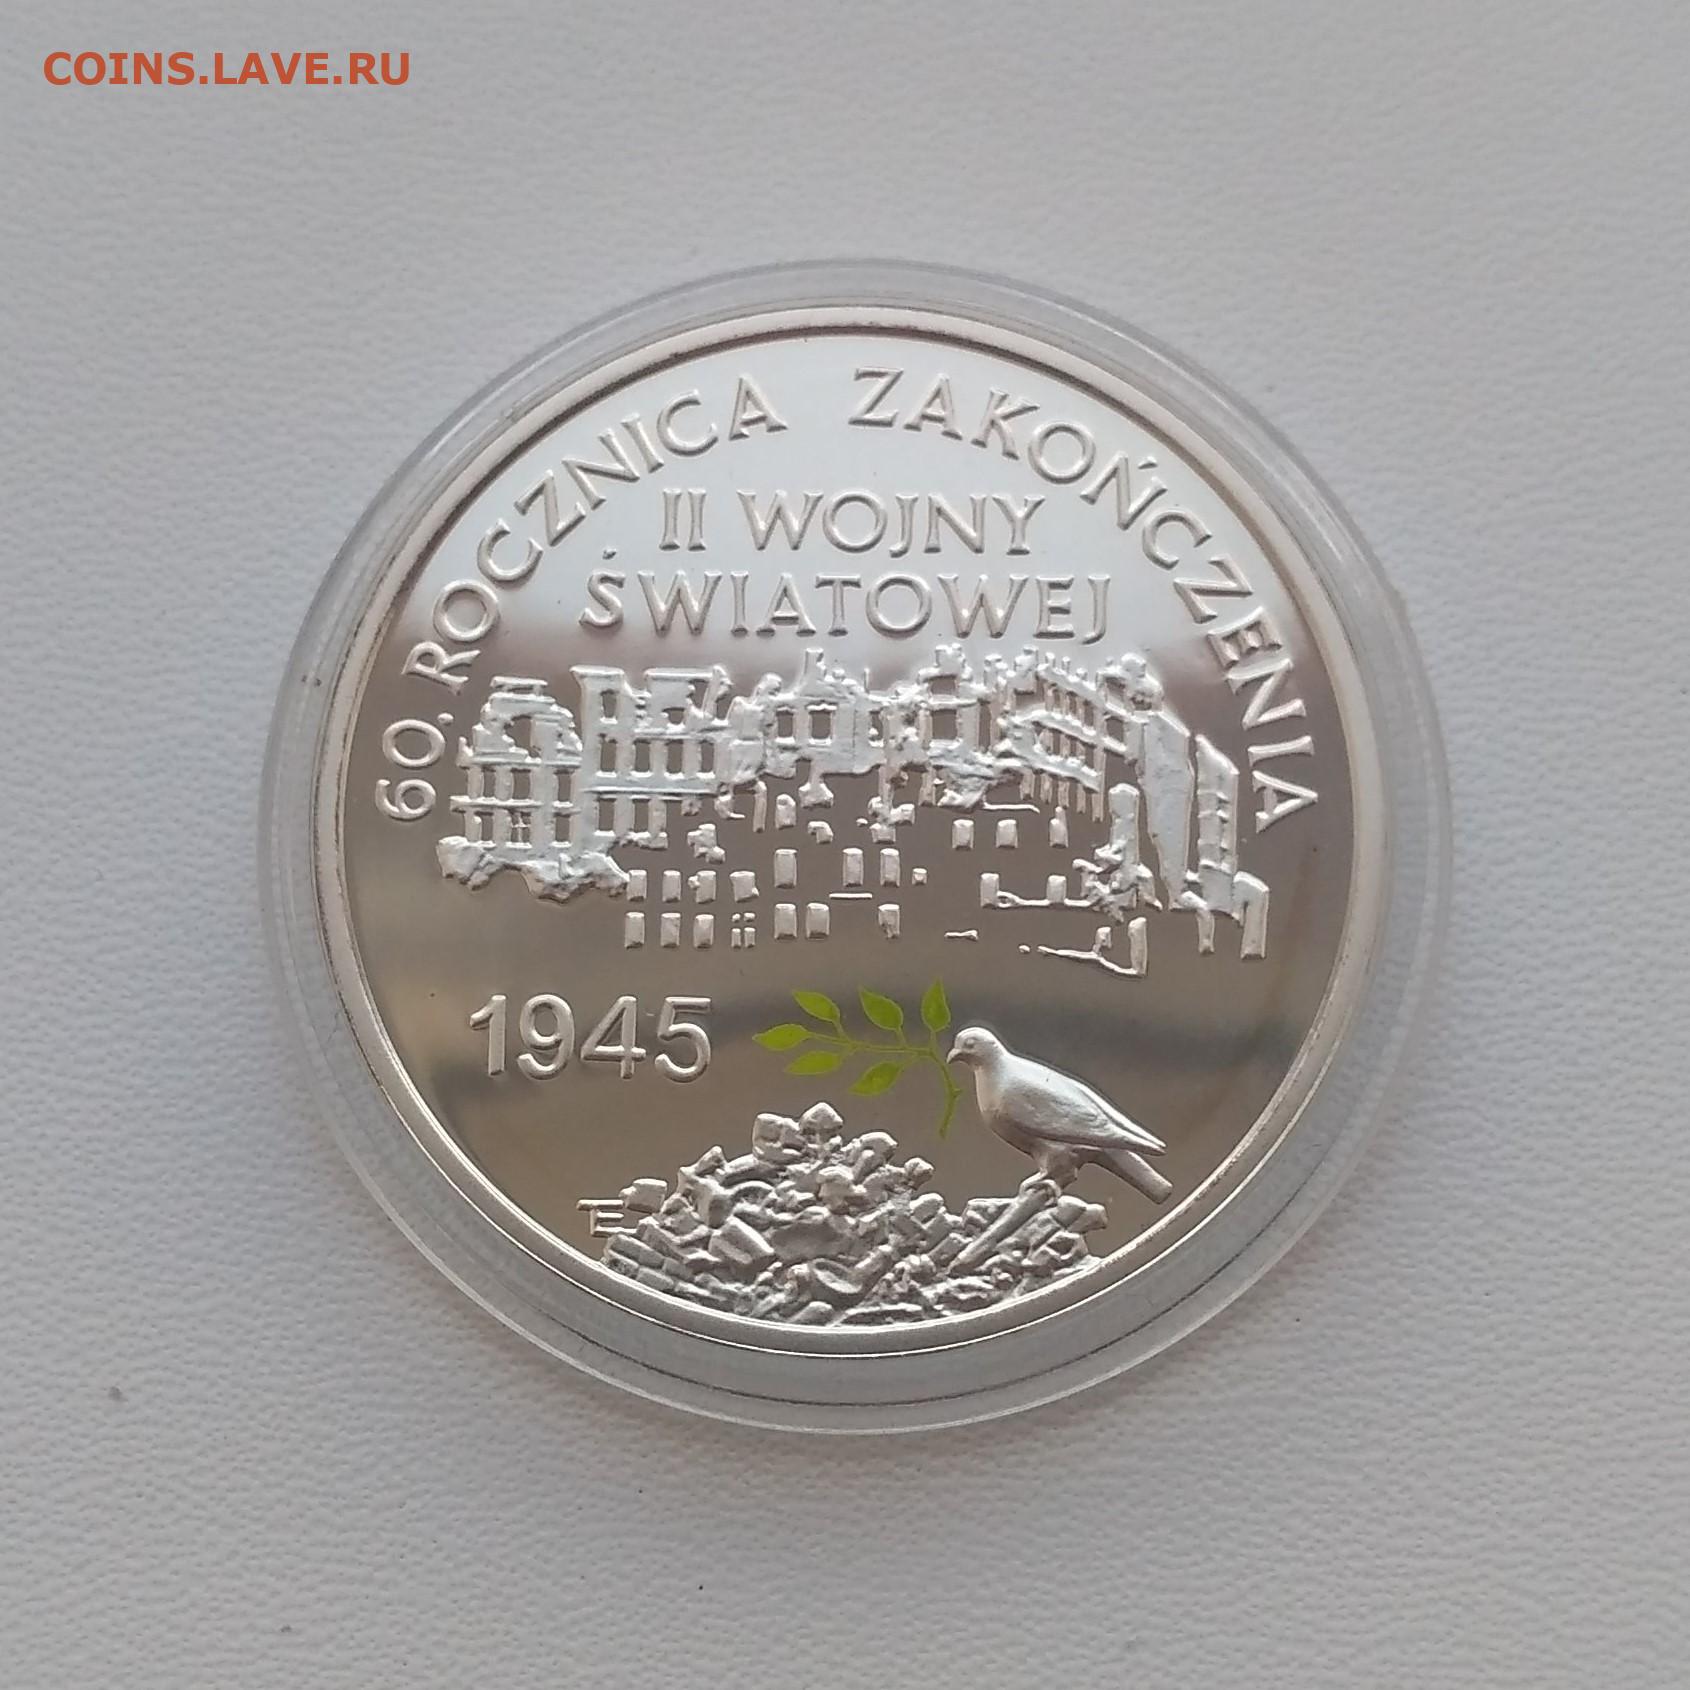 COINS.LAVE.RU
60. ROCZNICA ZAKOŃCZENIA
II WOJNY
ŚWIATOWEJ
1945